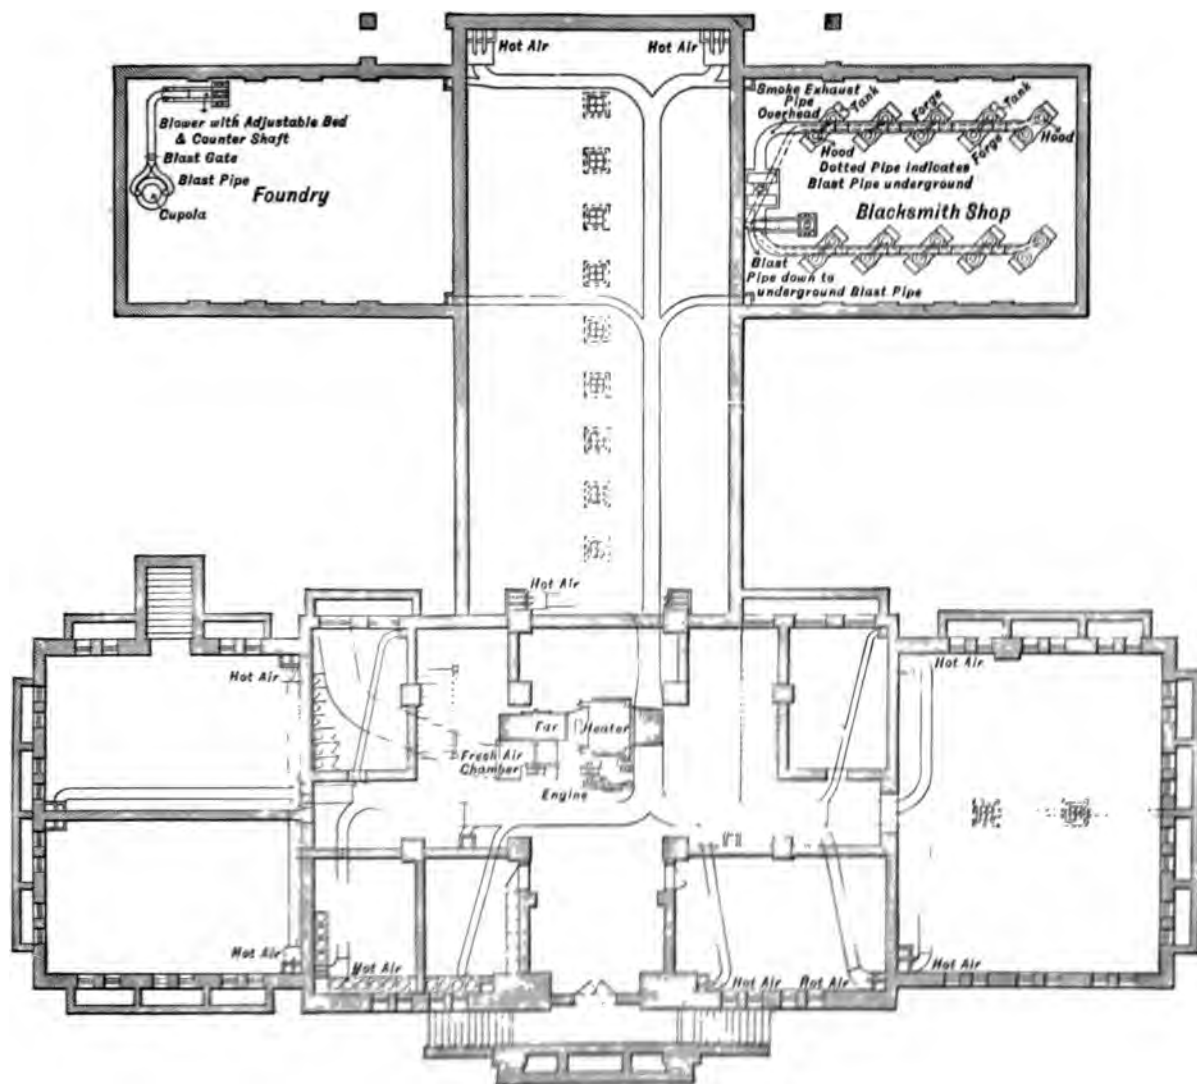 Hot Air
Hot Air
Blower with Adjustable Bed
& Counter Shaft
Blast Gate
Blast Pipe
Cupola
Foundry
Smoke Exhaust
Pipe
Overhead
Tank
Forge
Tank
Hood
Forge
Hood
Dotted Pipe indicates
Blast Pipe underground
Blacksmith Shop
Blast
Pipe down to
underground Blast Pipe
Hot Air
Hot Air
Hot Air
Fan
Heater
Fresh Air
Chamber
Engine
Hot Air
Hot Air
Hot Air
Hot Air
Hot Air